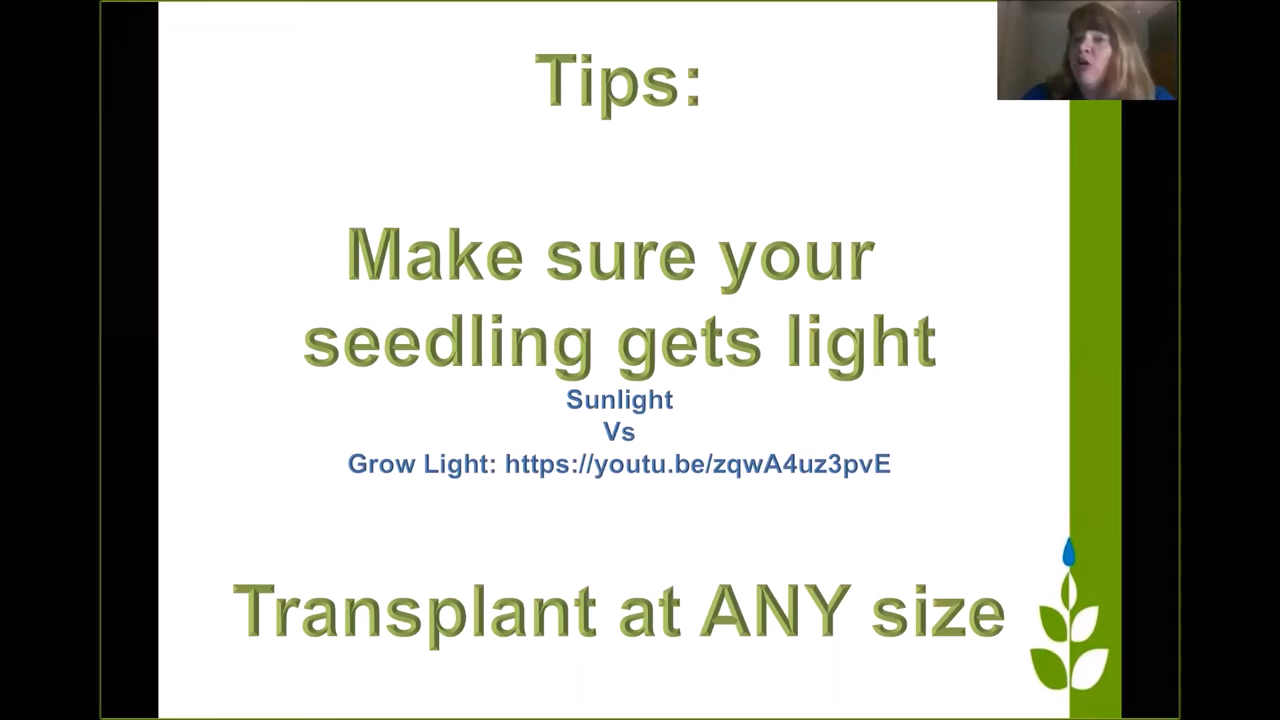 Tips:
Make sure your
seedling gets light
Sunlight
Vs
Grow Light: https://youtu.be/zqwA4uz3pvE
Transplant at ANY size